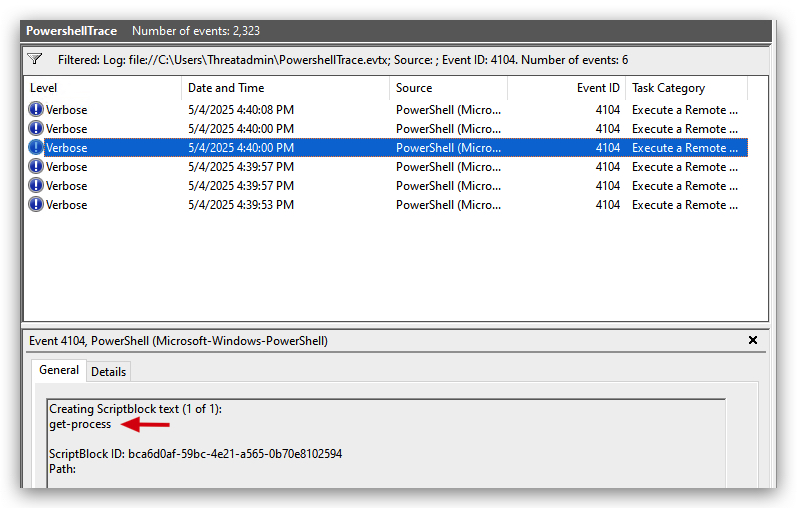 PowershellTrace Number of events: 2,323
Filtered: Log: file://C:\Users\Threatadmin\PowershellTrace.evtx; Source: ; Event ID: 4104. Number of events: 6
Level Date and Time Source Event ID Task Category
Verbose 5/4/2025 4:40:08 PM PowerShell (Micro... 4104 Execute a Remote ...
Verbose 5/4/2025 4:40:00 PM PowerShell (Micro... 4104 Execute a Remote ...
Verbose 5/4/2025 4:40:00 PM PowerShell (Micro... 4104 Execute a Remote ...
Verbose 5/4/2025 4:39:57 PM PowerShell (Micro... 4104 Execute a Remote ...
Verbose 5/4/2025 4:39:57 PM PowerShell (Micro... 4104 Execute a Remote ...
Verbose 5/4/2025 4:39:53 PM PowerShell (Micro... 4104 Execute a Remote ...
Event 4104, PowerShell (Microsoft-Windows-PowerShell)
General Details
Creating Scriptblock text (1 of 1):
get-process
ScriptBlock ID: bca6d0af-59bc-4e21-a565-0b70e8102594
Path: